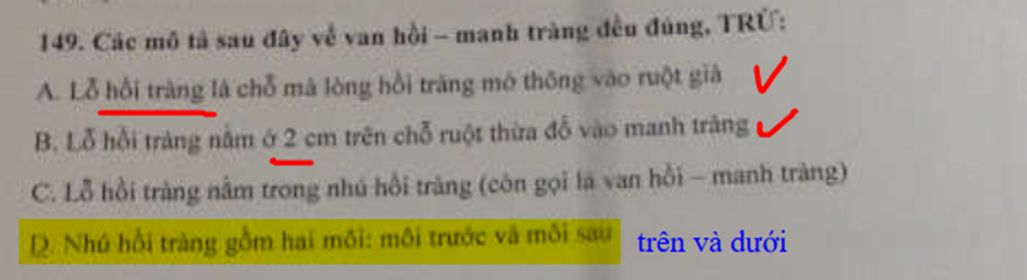 149. Các mô tả sau đây về van hồi – manh tràng đều đúng, TRỪ:
A. Lỗ hồi tràng là chỗ mà lòng hồi tràng mở thông vào ruột già
B. Lỗ hồi tràng nằm ở 2 cm trên chỗ ruột thừa đổ vào manh tràng
C. Lỗ hồi tràng nằm trong nhú hồi tràng (còn gọi là van hồi – manh tràng)
D. Nhú hồi tràng gồm hai môi: môi trước và môi sau trên và dưới